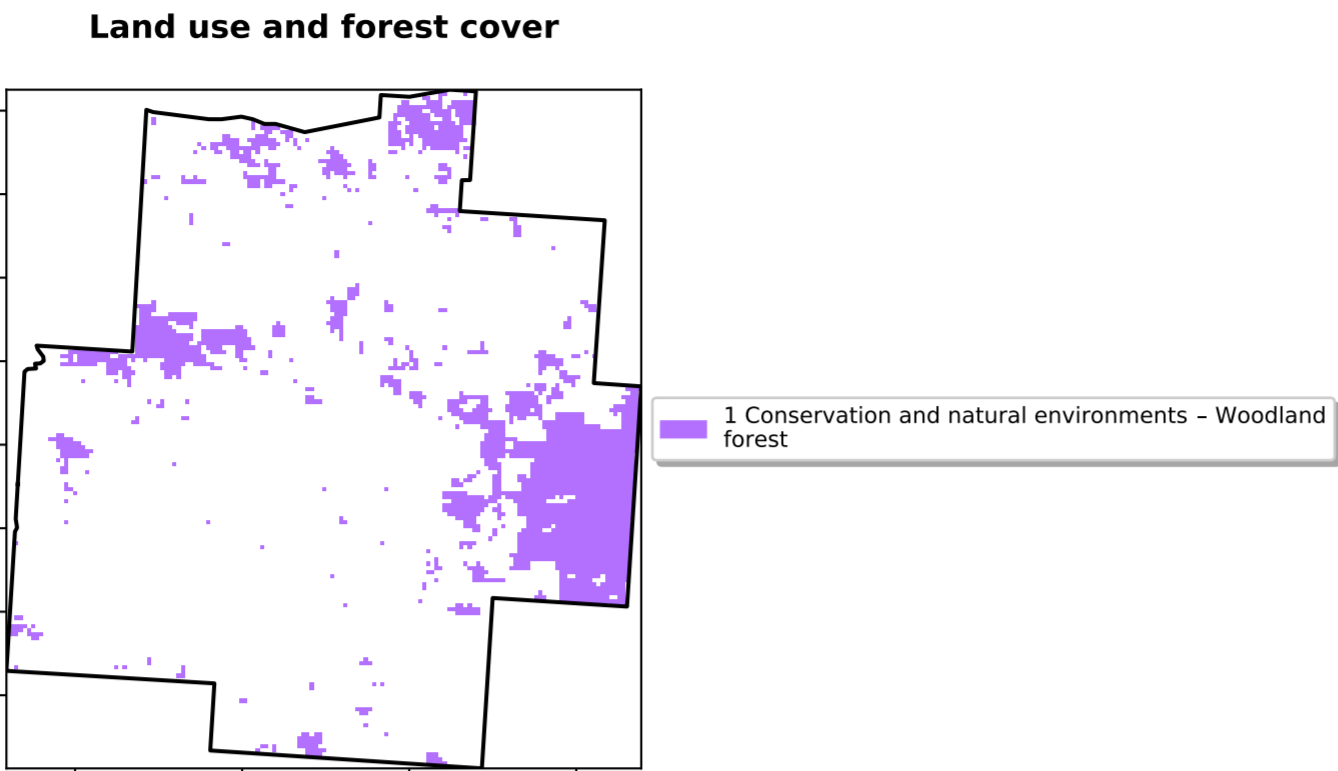 Land use and forest cover
1 Conservation and natural environments – Woodland
forest